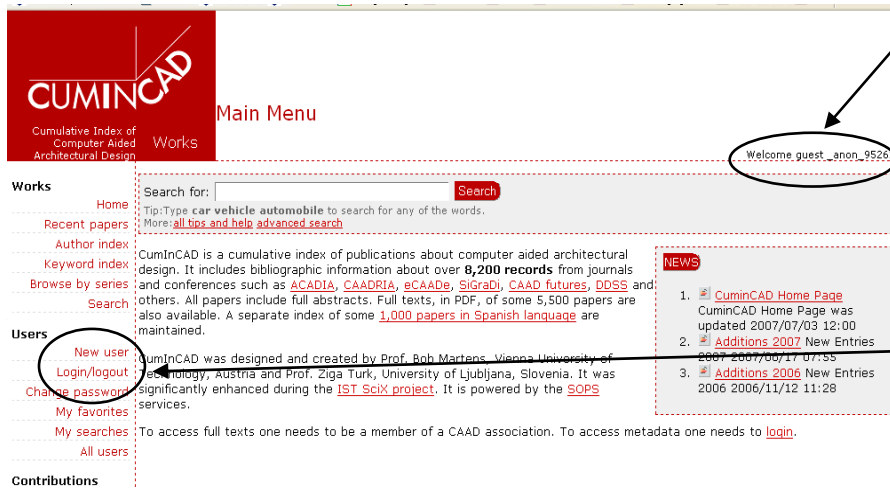 CUMINCAD
Cumulative Index of
Computer Aided
Architectural Design
Works
Main Menu
Welcome guest _anon_9526
Works
Home
Recent papers
Author index
Keyword index
Browse by series
Search
Users
New user
Login/logout
Change password
My favorites
My searches
All users
Contributions
Search for:
Search
Tip:Type car vehicle automobile to search for any of the words.
More:all tips and help advanced search
CumInCAD is a cumulative index of publications about computer aided architectural
design. It includes bibliographic information about over 8,200 records from journals
and conferences such as ACADIA, CAADRIA, eCAADe, SiGraDi, CAAD futures, DDSS and
others. All papers include full abstracts. Full texts, in PDF, of some 5,500 papers are
also available. A separate index of some 1,000 papers in Spanish language are
maintained.
CumInCAD was designed and created by Prof. Bob Martens, Vienna University of
Technology, Austria and Prof. Ziga Turk, University of Ljubljana, Slovenia. It was
significantly enhanced during the IST SciX project. It is powered by the SOPS
services.
To access full texts one needs to be a member of a CAAD association. To access metadata one needs to login.
NEWS
1. CuminCAD Home Page
CumInCAD Home Page was
updated 2007/07/03 12:00
2. Additions 2007 New Entries
2007 2007/06/17 07:55
3. Additions 2006 New Entries
2006 2006/11/12 11:28